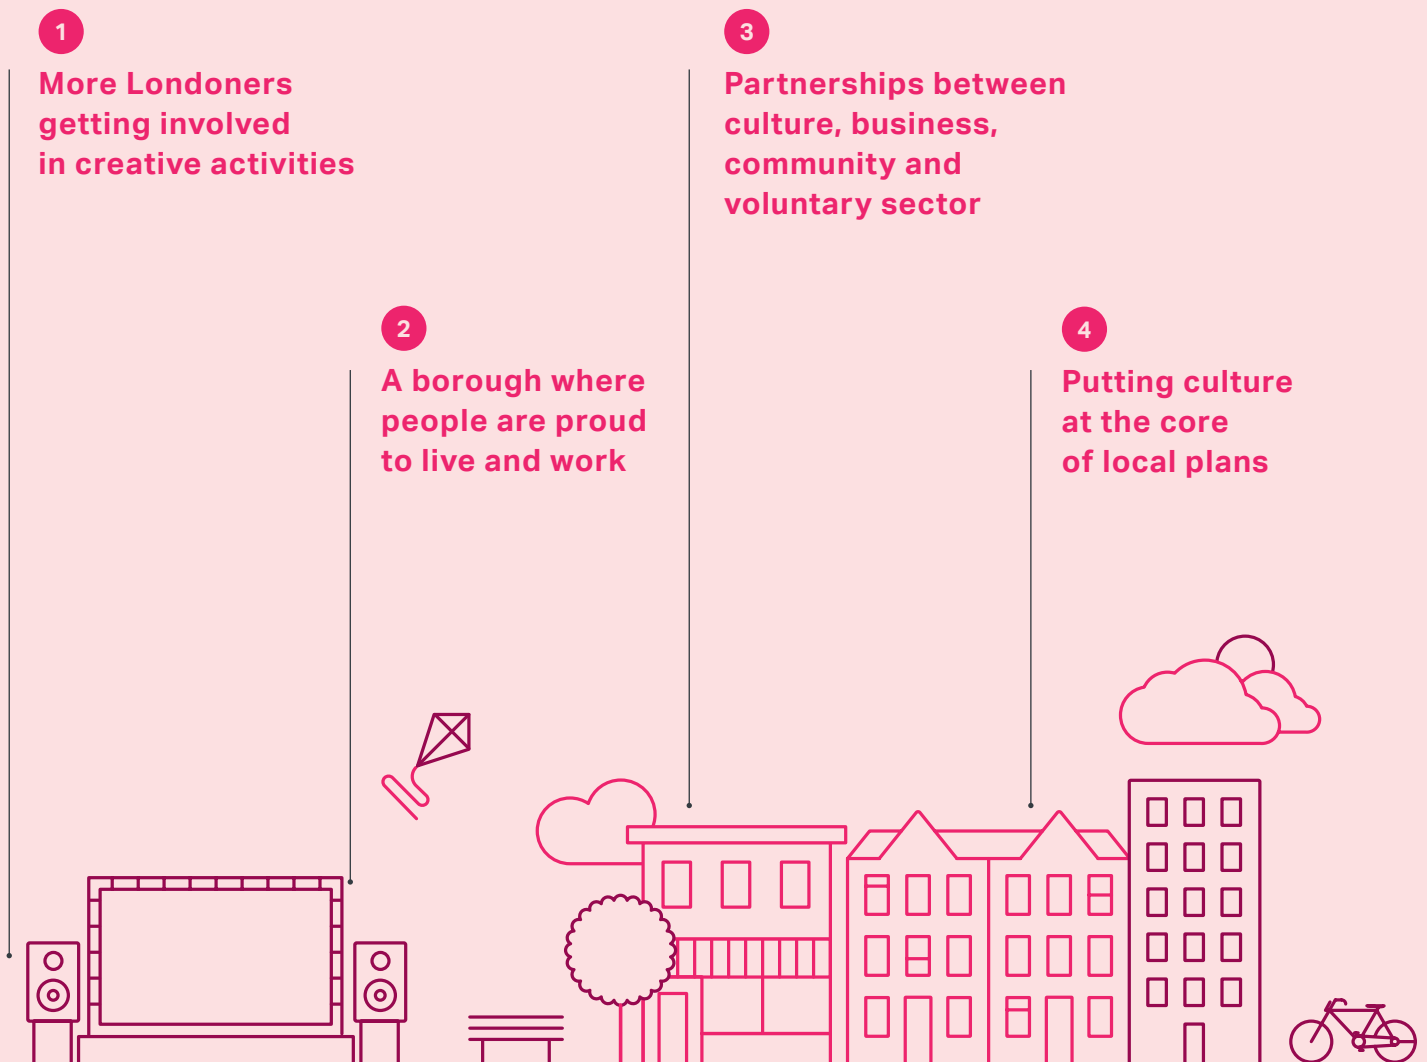 1
More Londoners
getting involved
in creative activities
2
A borough where
people are proud
to live and work
3
Partnerships between
culture, business,
community and
voluntary sector
4
Putting culture
at the core
of local plans